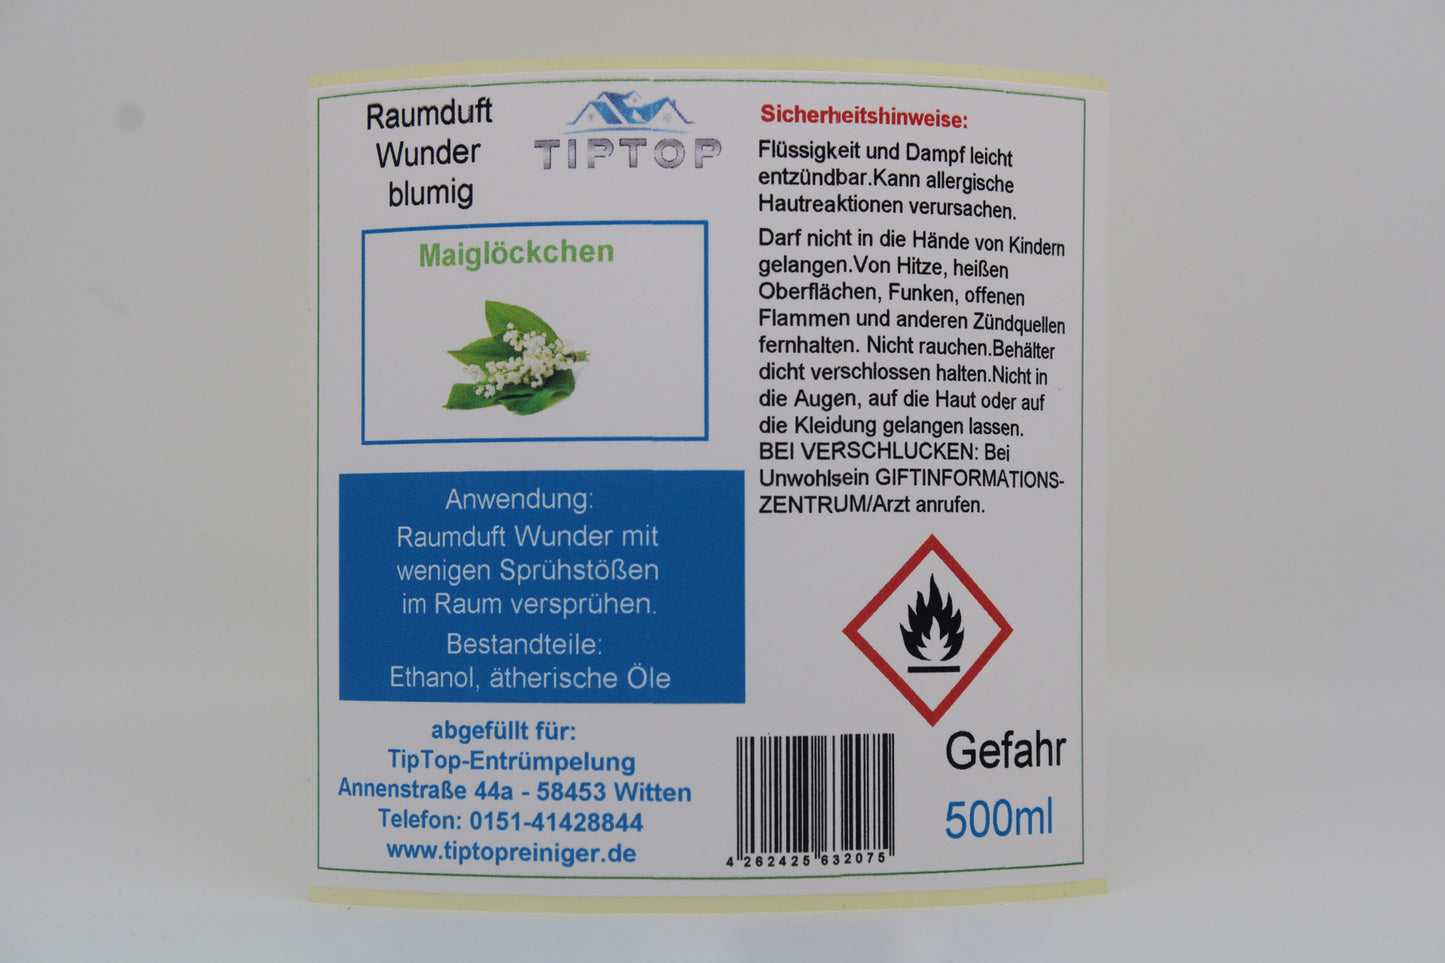 Raumduft
Wunder
blumig
TIPTOP
Maiglöckchen
Anwendung:
Raumduft Wunder mit
wenigen Sprühstößen
im Raum versprühen.
Bestandteile:
Ethanol, ätherische Öle
abgefüllt für:
TipTop-Entrümpelung
Annenstraße 44a - 58453 Witten
Telefon: 0151-41428844
www.tiptopreiniger.de
Sicherheitshinweise:
Flüssigkeit und Dampf leicht
entzündbar.Kann allergische
Hautreaktionen verursachen.
Darf nicht in die Hände von Kindern
gelangen.Von Hitze, heißen
Oberflächen, Funken, offenen
Flammen und anderen Zündquellen
fernhalten. Nicht rauchen.Behälter
dicht verschlossen halten.Nicht in
die Augen, auf die Haut oder auf
die Kleidung gelangen lassen.
BEI VERSCHLUCKEN: Bei
Unwohlsein GIFTINFORMATIONS-
ZENTRUM/Arzt anrufen.
Gefahr
500ml
4 262425 632075